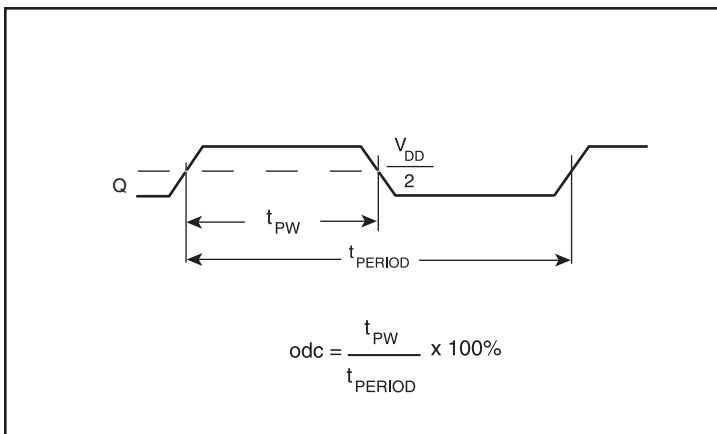 V_DD
2
Q
t_PW
t_PERIOD
odc = t_PW
t_PERIOD
x 100%